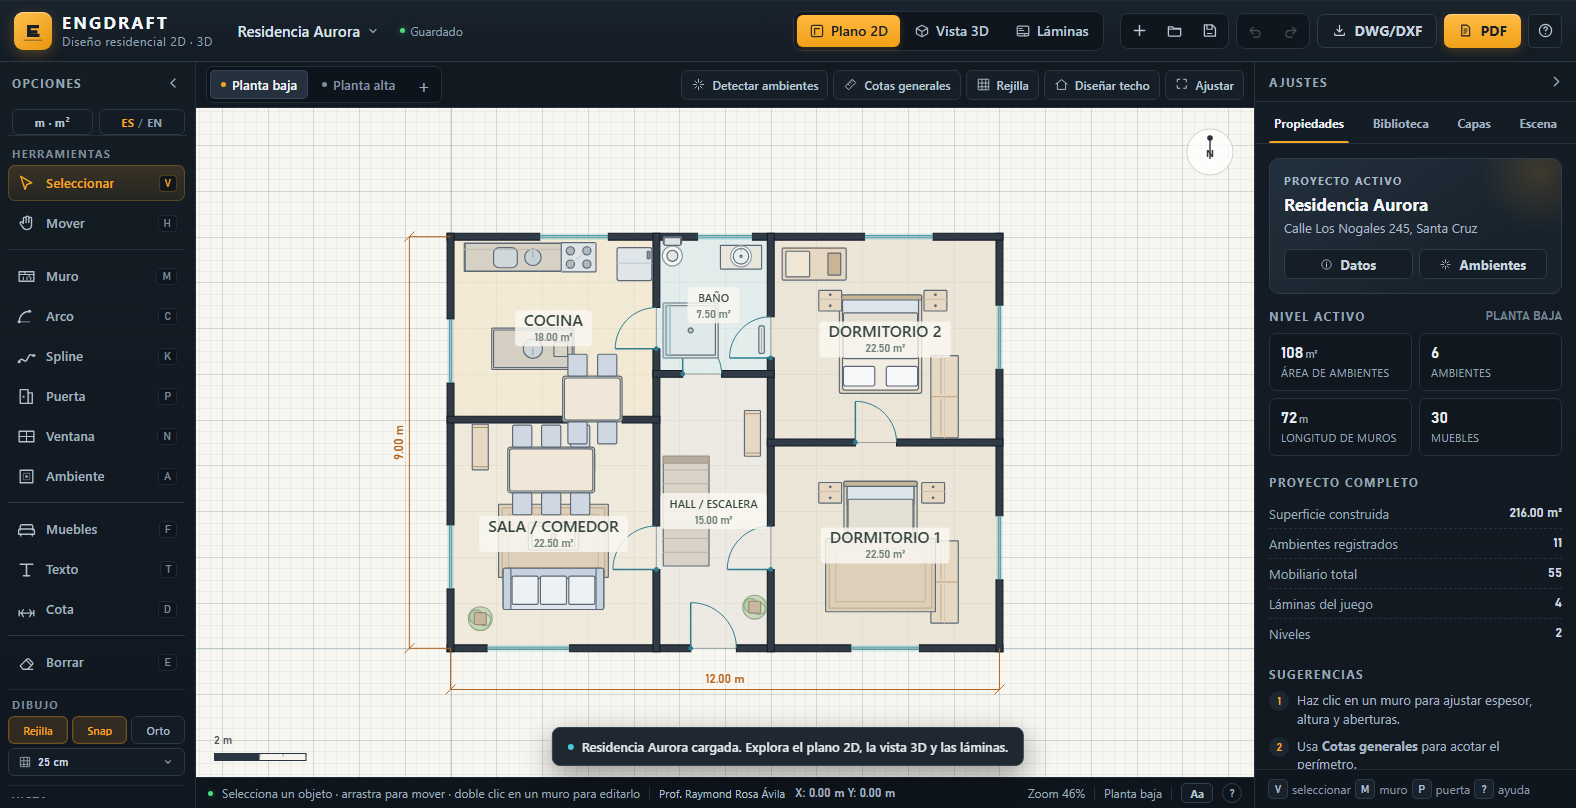 ENGDRAFT
Diseño residencial 2D · 3D
Residencia Aurora
Guardado
Plano 2D
Vista 3D
Láminas
DWG/DXF
PDF
OPCIONES
m · m²
ES / EN
HERRAMIENTAS
Seleccionar V
Mover H
Muro M
Arco C
Spline K
Puerta P
Ventana N
Ambiente A
Muebles F
Texto T
Cota D
Borrar E
DIBUJO
Rejilla
Snap
Orto
25 cm
Planta baja
Planta alta
+
Detectar ambientes
Cotas generales
Rejilla
Diseñar techo
Ajustar
N
COCINA
18.00 m²
BAÑO
7.50 m²
DORMITORIO 2
22.50 m²
9.00 m
HALL / ESCALERA
15.00 m²
SALA / COMEDOR
22.50 m²
DORMITORIO 1
22.50 m²
12.00 m
2 m
Residencia Aurora cargada. Explora el plano 2D, la vista 3D y las láminas.
Selecciona un objeto · arrastra para mover · doble clic en un muro para editarlo
Prof. Raymond Rosa Ávila
X: 0.00 m Y: 0.00 m
Zoom 46%
Planta baja
Aa
?
AJUSTES
Propiedades
Biblioteca
Capas
Escena
PROYECTO ACTIVO
Residencia Aurora
Calle Los Nogales 245, Santa Cruz
Datos
Ambientes
NIVEL ACTIVO
PLANTA BAJA
108 m²
ÁREA DE AMBIENTES
6
AMBIENTES
72 m
LONGITUD DE MUROS
30
MUEBLES
PROYECTO COMPLETO
Superficie construida 216.00 m²
Ambientes registrados 11
Mobiliario total 55
Láminas del juego 4
Niveles 2
SUGERENCIAS
1 Haz clic en un muro para ajustar espesor,
altura y aberturas.
2 Usa Cotas generales para acotar el
perímetro.
V seleccionar M muro P puerta ? ayuda